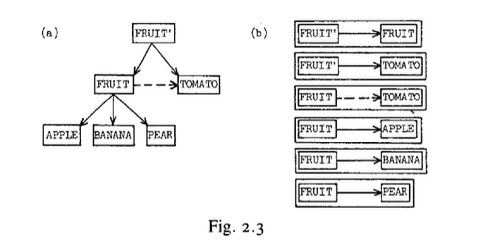 (a)
FRUIT'
FRUIT
TOMATO
APPLE
BANANA
PEAR
(b)
FRUIT' FRUIT
FRUIT' TOMATO
FRUIT TOMATO
FRUIT APPLE
FRUIT BANANA
FRUIT PEAR
Fig. 2.3